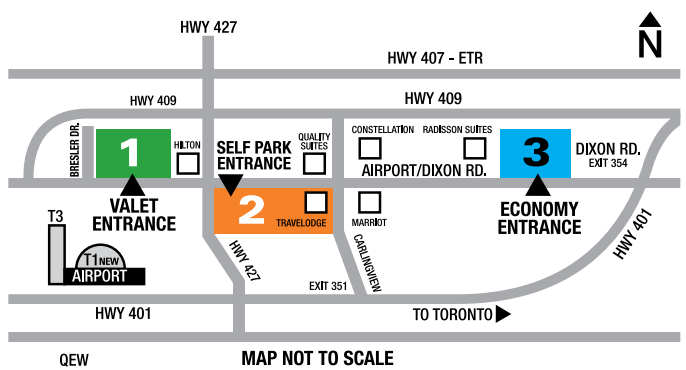 HWY 427
N
HWY 407 - ETR
HWY 409
HWY 409
BRESLER DR.
1
HILTON
SELF PARK
ENTRANCE
QUALITY
SUITES
CONSTELLATION
RADISSON SUITES
3
DIXON RD.
EXIT 354
AIRPORT/DIXON RD.
VALET
ENTRANCE
2
TRAVELODGE
MARRIOT
ECONOMY
ENTRANCE
T3
T1 NEW
AIRPORT
HWY 427
CARLINGVIEW
HWY 401
EXIT 351
HWY 401
TO TORONTO
QEW
MAP NOT TO SCALE